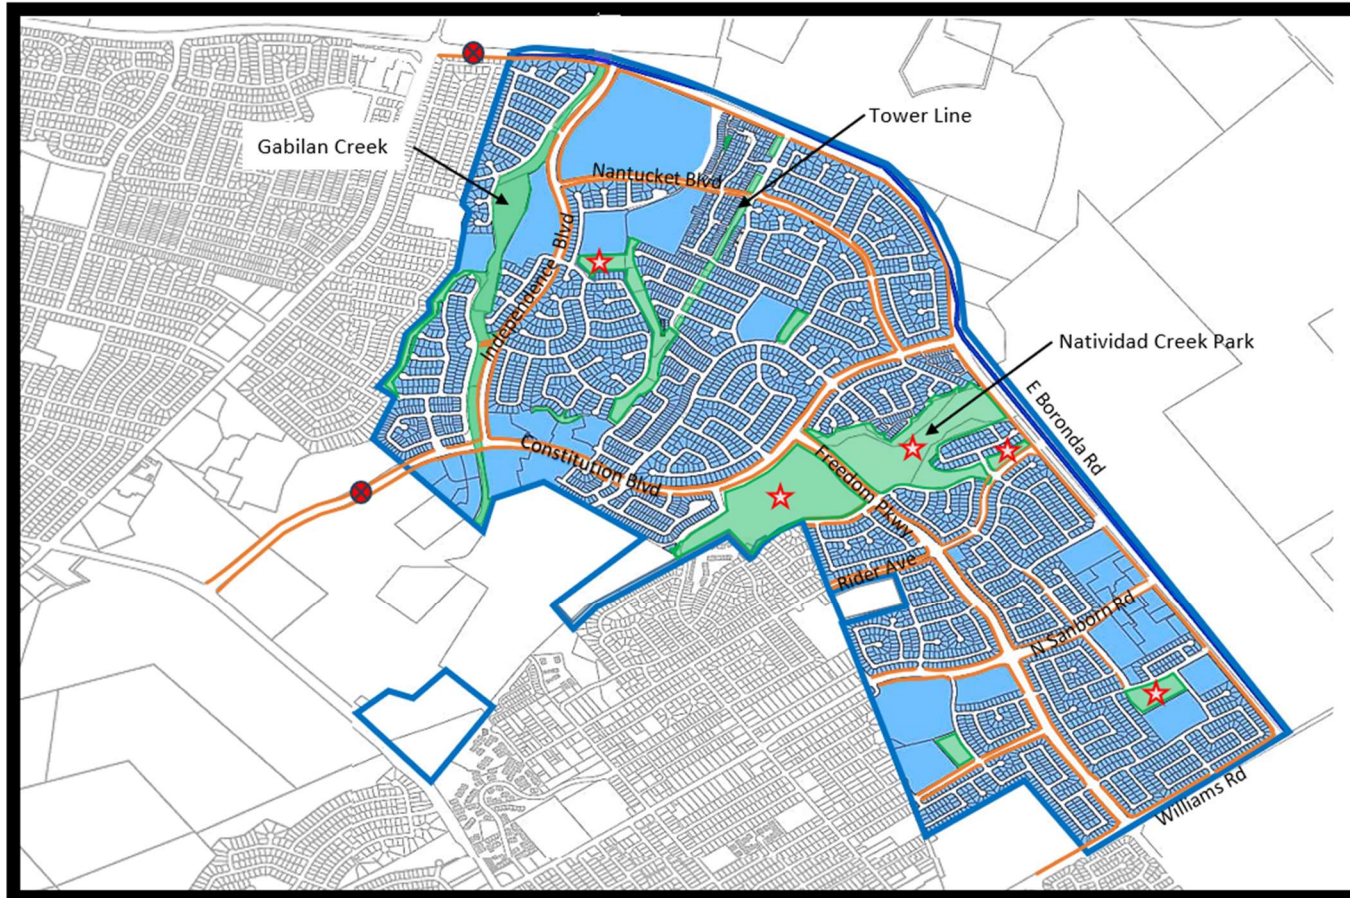 Tower Line
Gabilan Creek
Nantucket Blvd
Independence Blvd
Natividad Creek Park
E Boronda Rd
Constitution Blvd
Freedom Pkwy
Rider Ave
N Sanborn Rd
Williams Rd